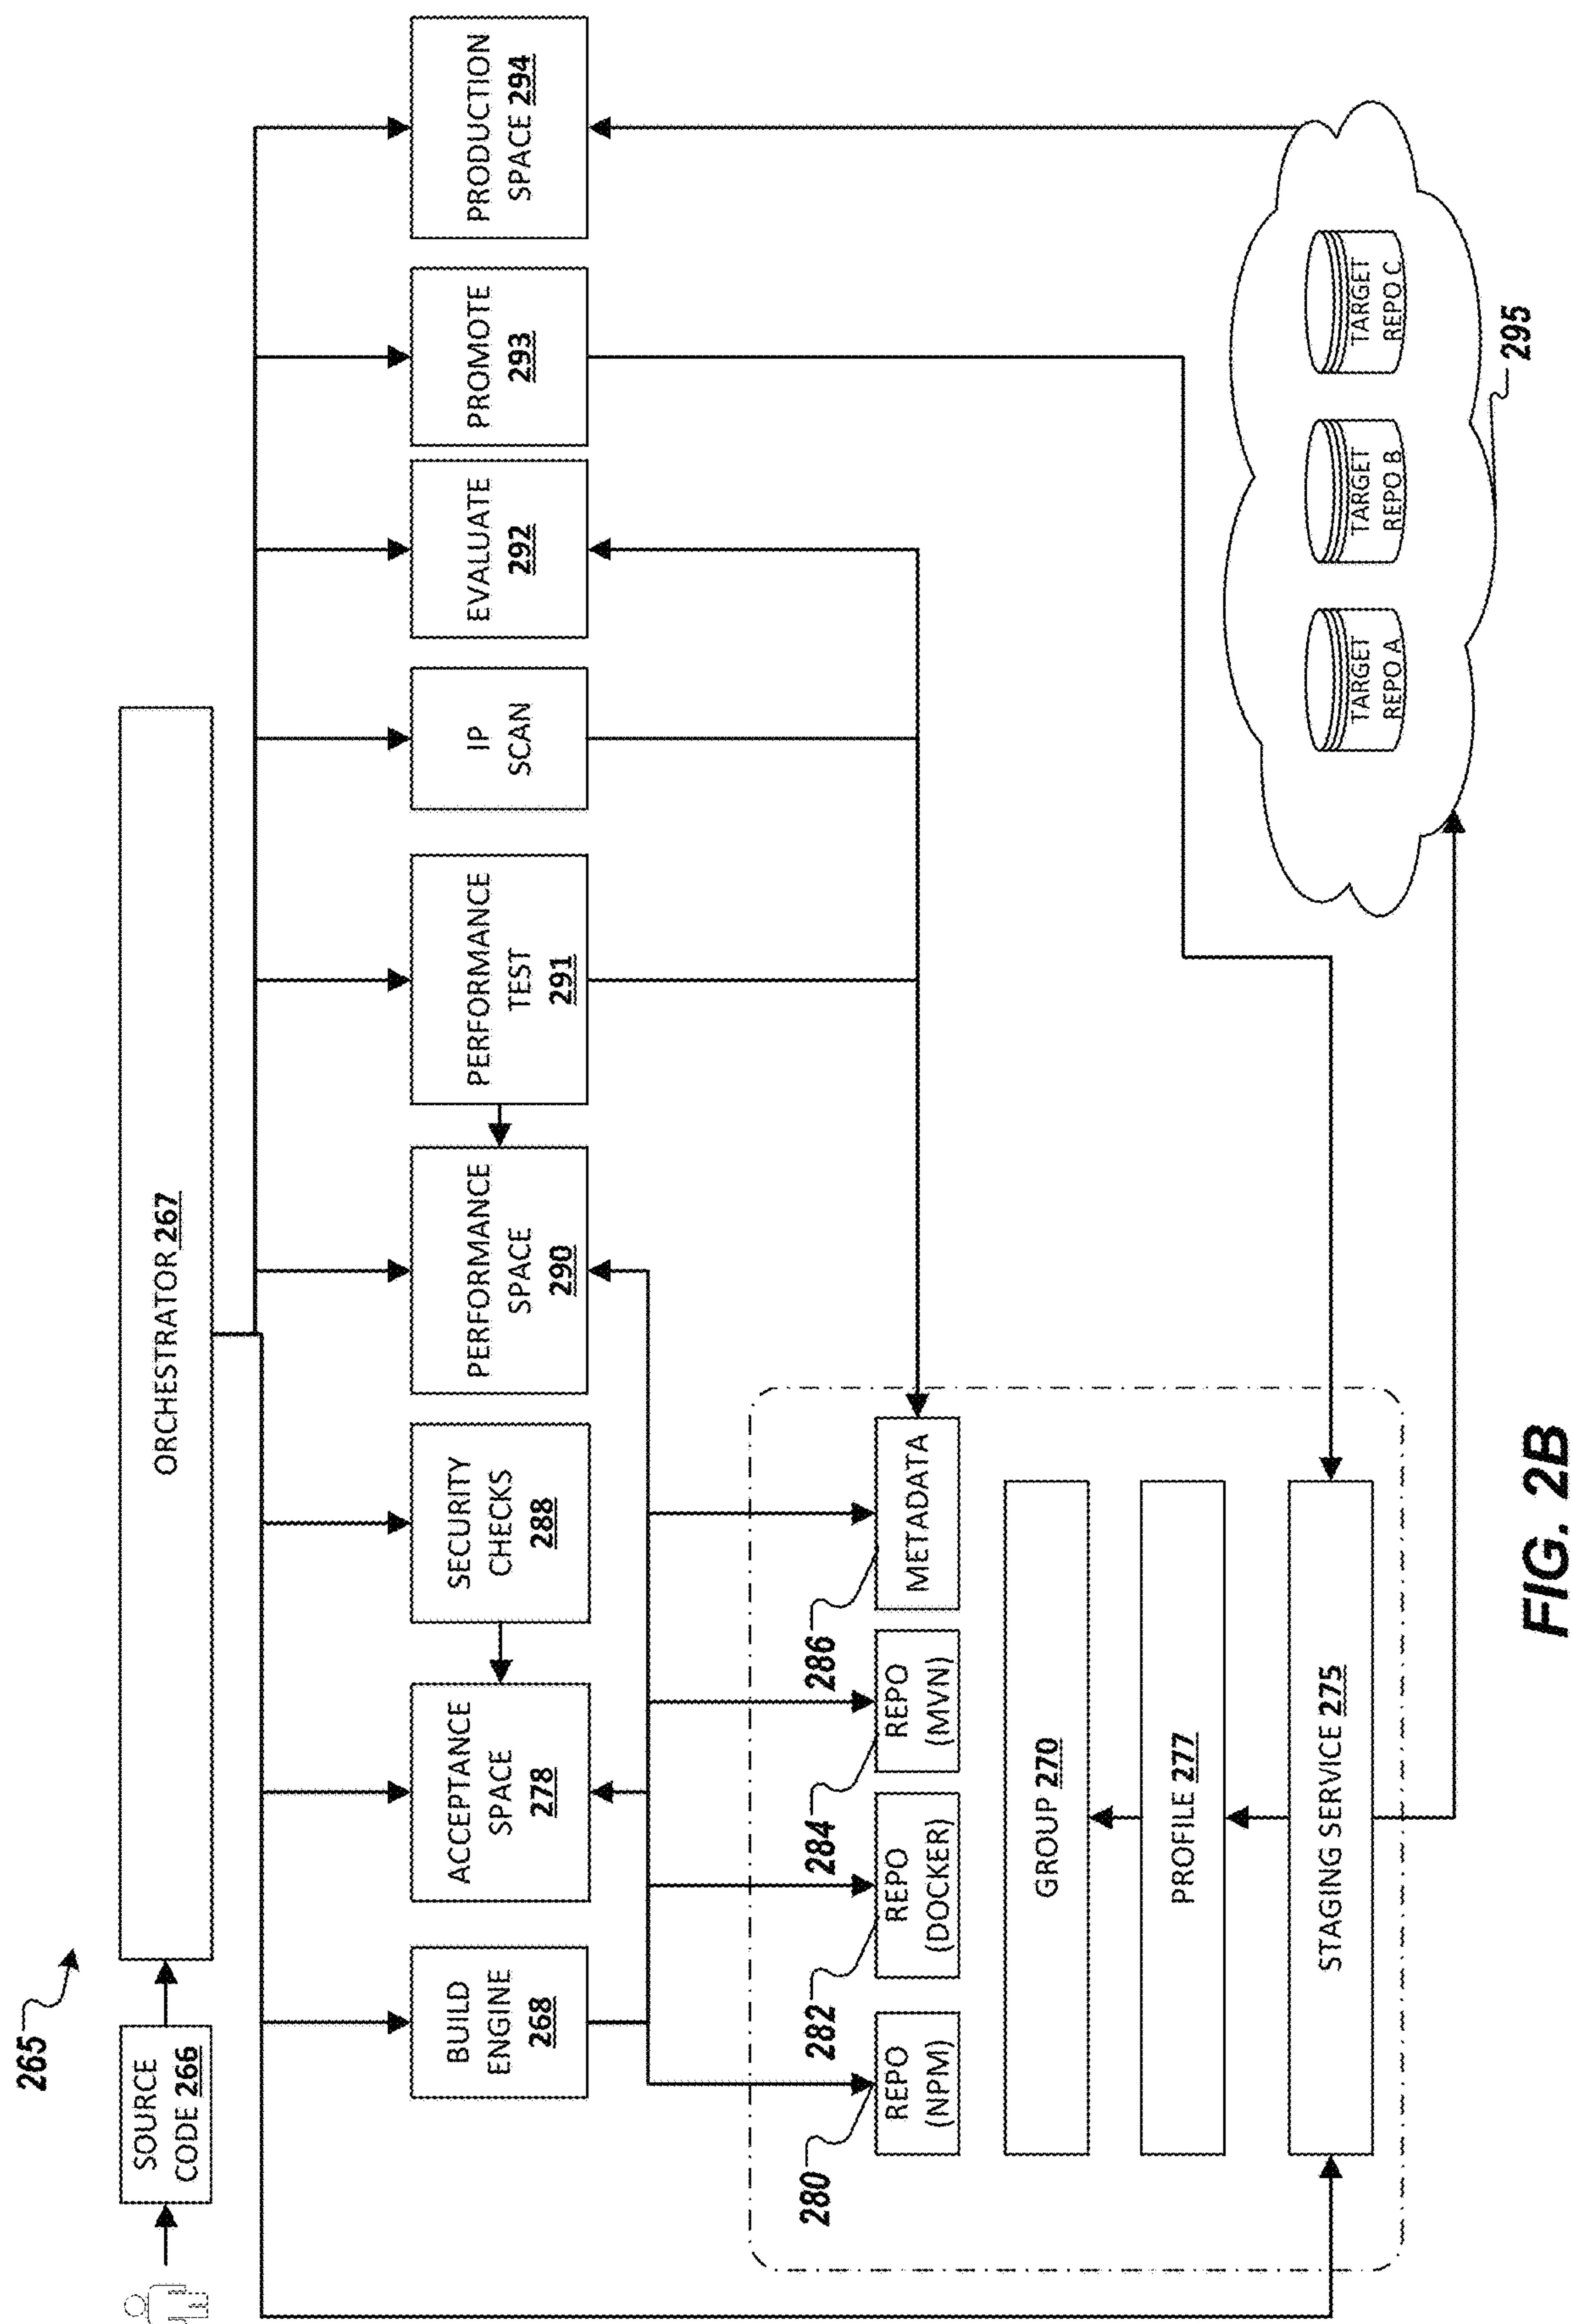 265
SOURCE
CODE 266
ORCHESTRATOR 267
BUILD
ENGINE
268
ACCEPTANCE
SPACE
278
SECURITY
CHECKS
288
PERFORMANCE
SPACE
290
PERFORMANCE
TEST
291
IP
SCAN
EVALUATE
292
PROMOTE
293
PRODUCTION
SPACE 294
280
REPO
(NPM)
282
REPO
(DOCKER)
284
REPO
(MVN)
286
METADATA
GROUP 270
PROFILE 277
STAGING SERVICE 275
TARGET
REPO A
TARGET
REPO B
TARGET
REPO C
295
FIG. 2B